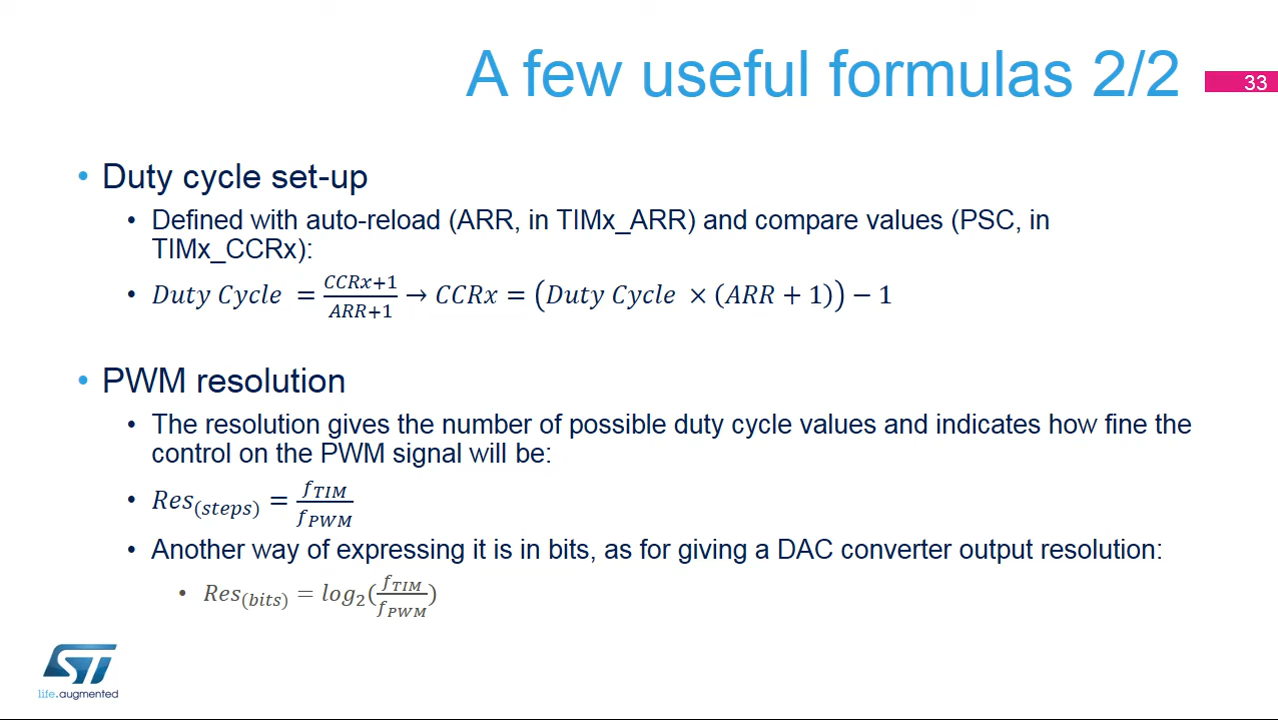 A few useful formulas 2/2
33
• Duty cycle set-up
• Defined with auto-reload (ARR, in TIMx_ARR) and compare values (PSC, in
TIMx_CCRx):
• Duty Cycle = (CCRx+1)/(ARR+1) → CCRx = (Duty Cycle × (ARR + 1)) − 1
• PWM resolution
• The resolution gives the number of possible duty cycle values and indicates how fine the
control on the PWM signal will be:
• Res(steps) = fTIM/fPWM
• Another way of expressing it is in bits, as for giving a DAC converter output resolution:
• Res(bits) = log2(fTIM/fPWM)
ST
life.augmented